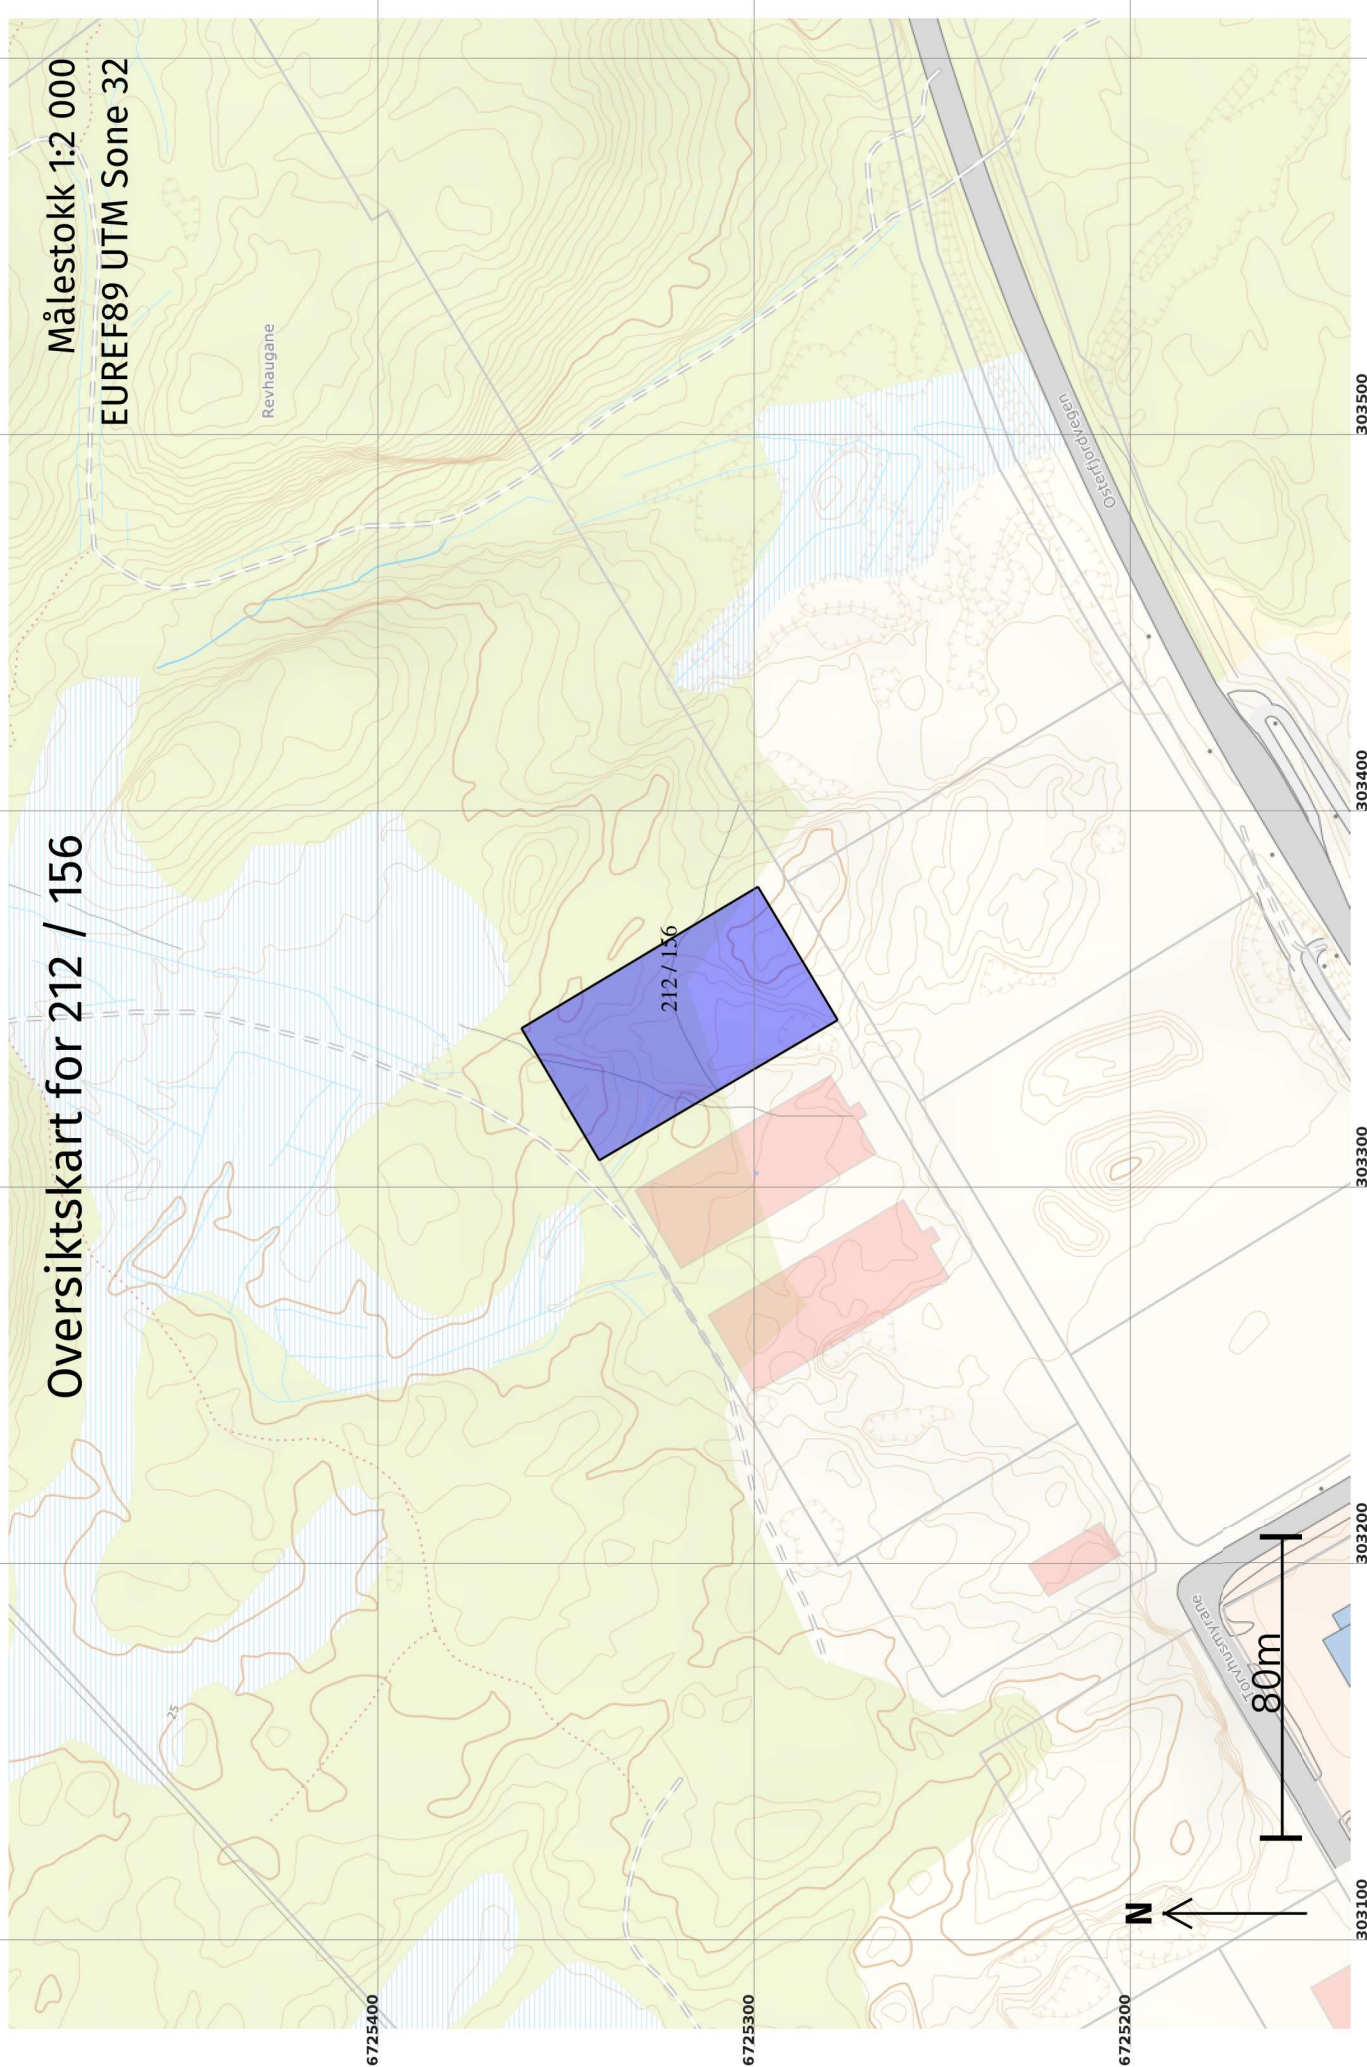 Oversiktskart for 212 / 156
Målestokk 1:2 000
EUREF89 UTM Sone 32
Revhaugane
25
212 / 156
Osterfjordvegen
Torvhusmyrane
80m
N
6725400
6725300
6725200
303100
303200
303300
303400
303500